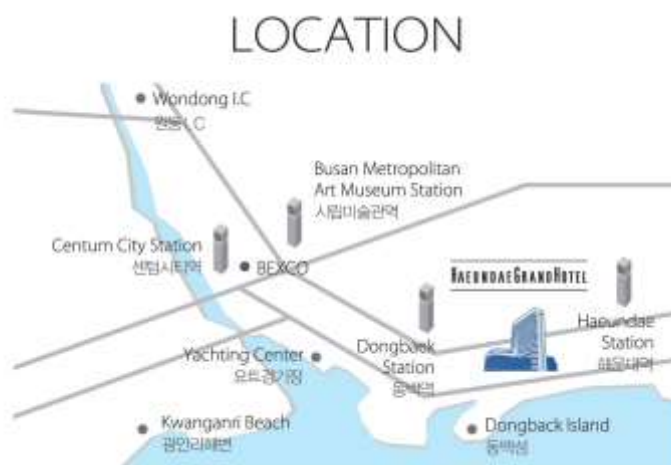 LOCATION
Wondong I.C
원동I.C
Busan Metropolitan
Art Museum Station
시립미술관역
Centum City Station
센텀시티역
BEXCO
HAEUNDAEGRANDHOTEL
Dongbaek
Station
동백역
Haeundae
Station
해운대역
Yachting Center
요트경기장
Kwanganri Beach
광안리해변
Dongback Island
동백섬